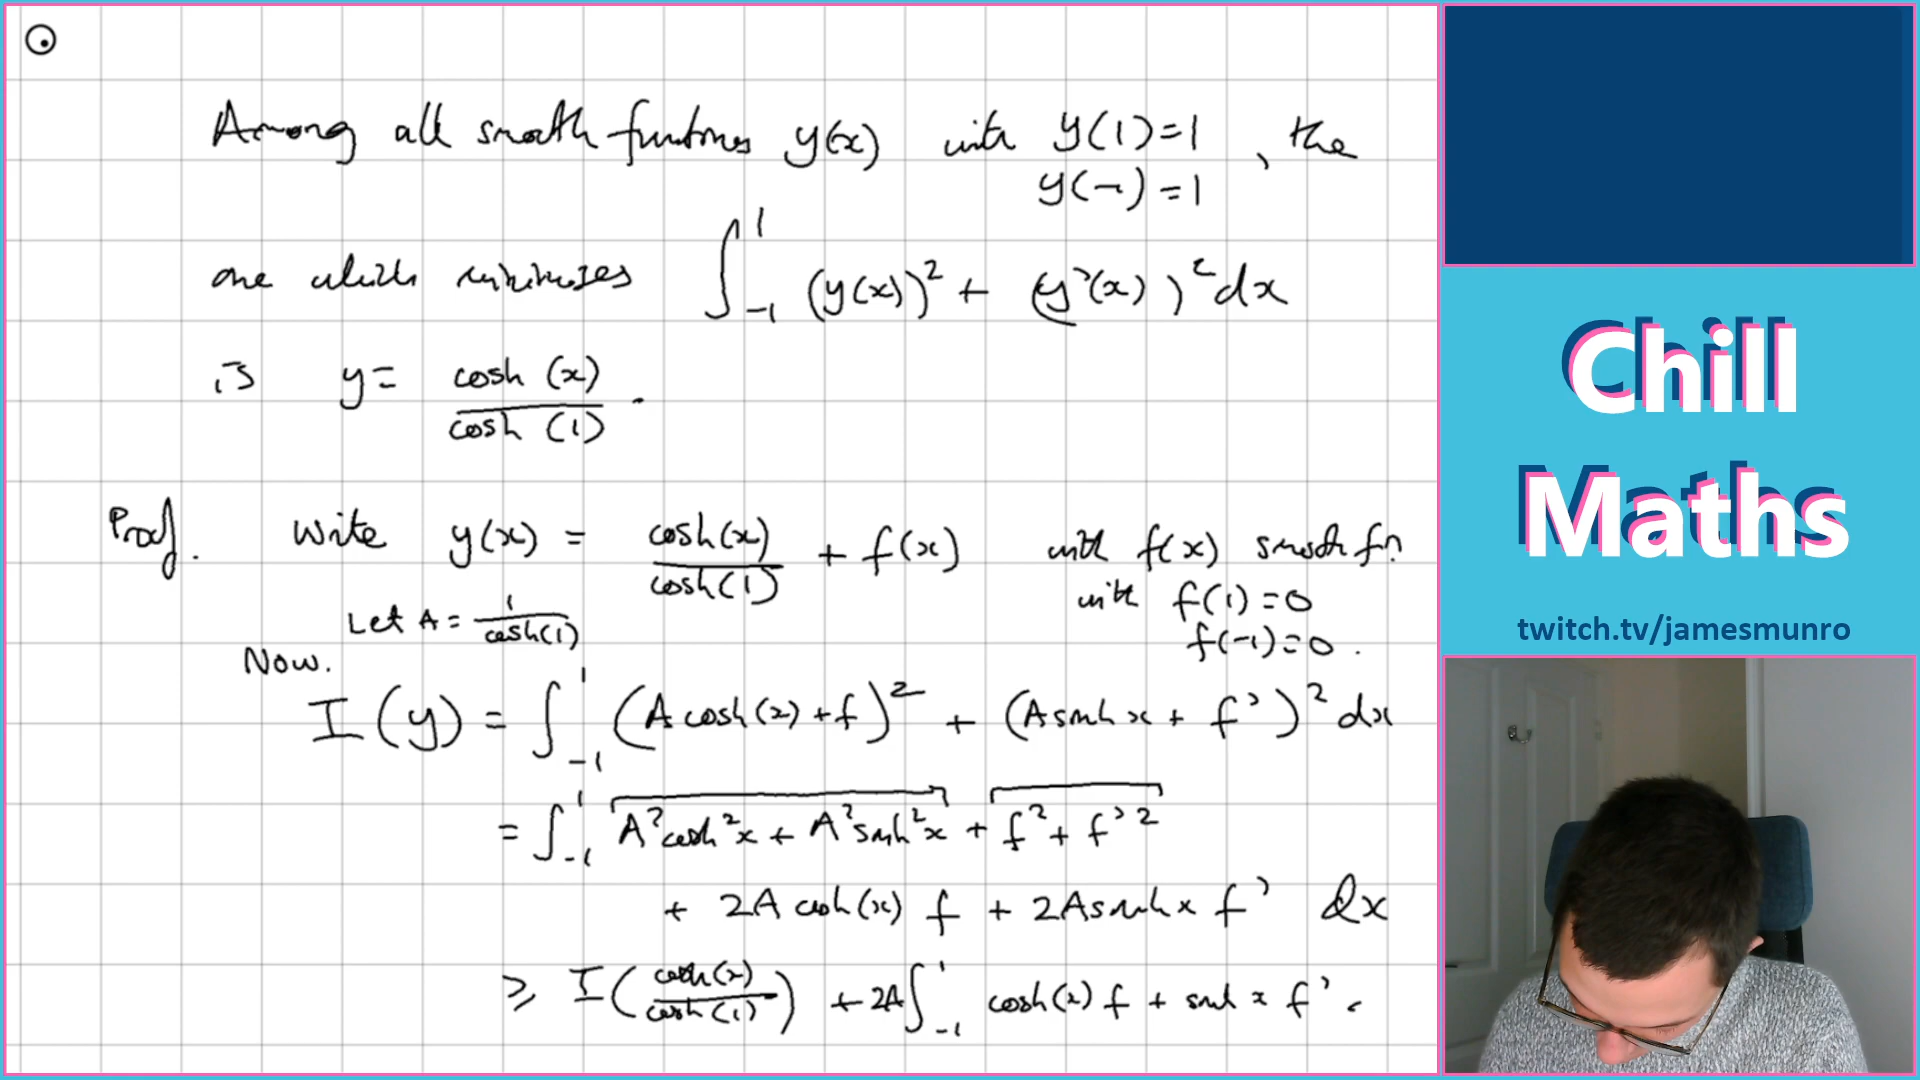 Among all smooth functions y(x) with y(1)=1 , the
y(-1)=1
one which minimises ∫_{-1}^{1} (y(x))² + (y'(x))² dx
is y = cosh(x)/cosh(1) .
Proof. Write y(x) = cosh(x)/cosh(1) + f(x) with f(x) smooth fn
with f(1)=0
Let A = 1/cosh(1)
f(-1)=0 .
Now.
I(y) = ∫_{-1}^{1} (A cosh(x)+f)² + (A sinh x + f')² dx
= ∫_{-1}^{1} A²cosh²x + A²sinh²x + f² + f'²
+ 2A cosh(x) f + 2A sinh x f' dx
≥ I(cosh(x)/cosh(1)) + 2A∫_{-1}^{1} cosh(x) f + sinh x f'
Chill
Maths
twitch.tv/jamesmunro